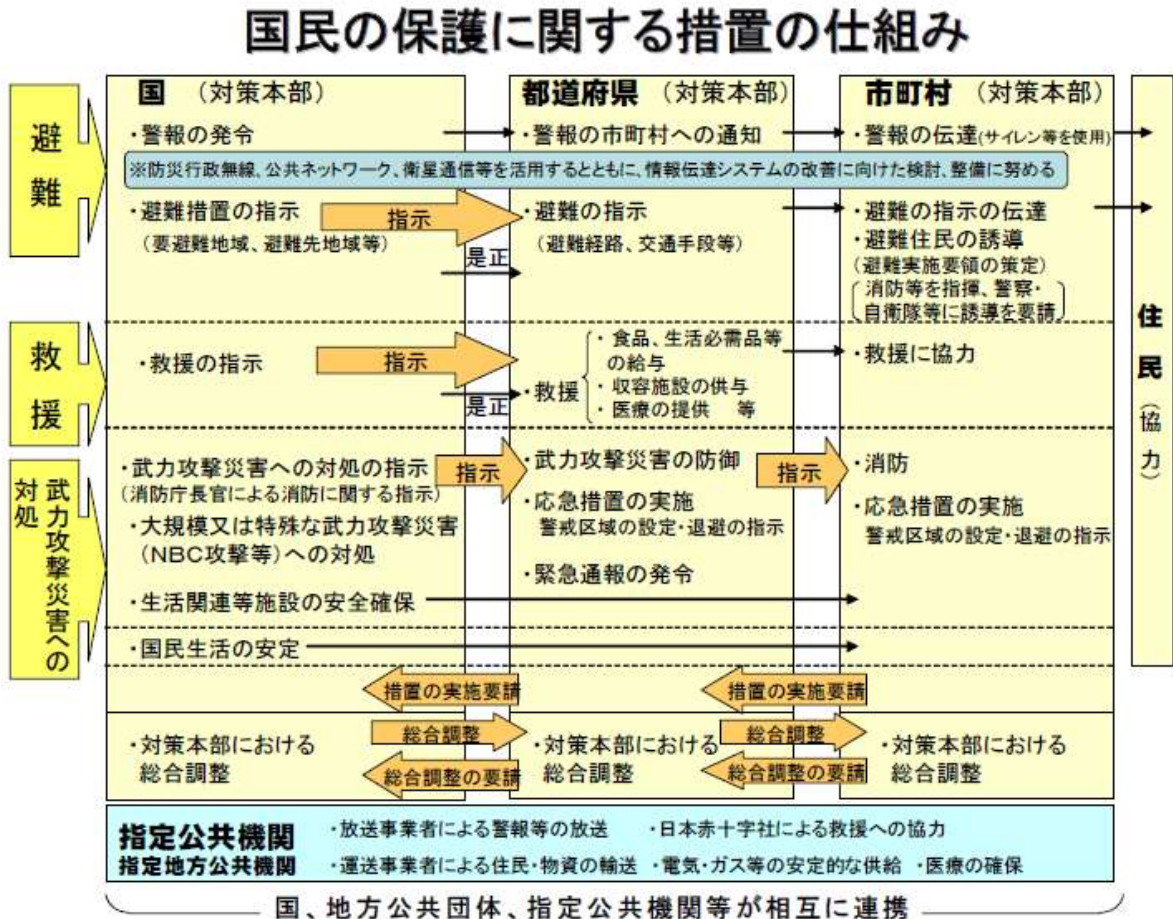 国民の保護に関する措置の仕組み
避難
国 （対策本部）
都道府県 （対策本部）
市町村 （対策本部）
・警報の発令
・警報の市町村への通知
・警報の伝達(サイレン等を使用)
※防災行政無線、公共ネットワーク、衛星通信等を活用するとともに、情報伝達システムの改善に向けた検討、整備に努める
・避難措置の指示
（要避難地域、避難先地域等）
指示
是正
・避難の指示
（避難経路、交通手段等）
・避難の指示の伝達
・避難住民の誘導
（避難実施要領の策定）
消防等を指揮、警察・
自衛隊等に誘導を要請
住民（協力）
救援
・救援の指示
指示
是正
・救援
・食品、生活必需品等
の給与
・収容施設の供与
・医療の提供 等
・救援に協力
武力攻撃災害への
対処
・武力攻撃災害への対処の指示
（消防庁長官による消防に関する指示）
指示
・武力攻撃災害の防御
指示
・消防
・大規模又は特殊な武力攻撃災害
（NBC攻撃等）への対処
・応急措置の実施
警戒区域の設定・退避の指示
・応急措置の実施
警戒区域の設定・退避の指示
・緊急通報の発令
・生活関連等施設の安全確保
・国民生活の安定
措置の実施要請
措置の実施要請
・対策本部における
総合調整
総合調整
総合調整の要請
・対策本部における
総合調整
総合調整
総合調整の要請
・対策本部における
総合調整
指定公共機関
指定地方公共機関
・放送事業者による警報等の放送 ・日本赤十字社による救援への協力
・運送事業者による住民・物資の輸送 ・電気・ガス等の安定的な供給 ・医療の確保
国、地方公共団体、指定公共機関等が相互に連携